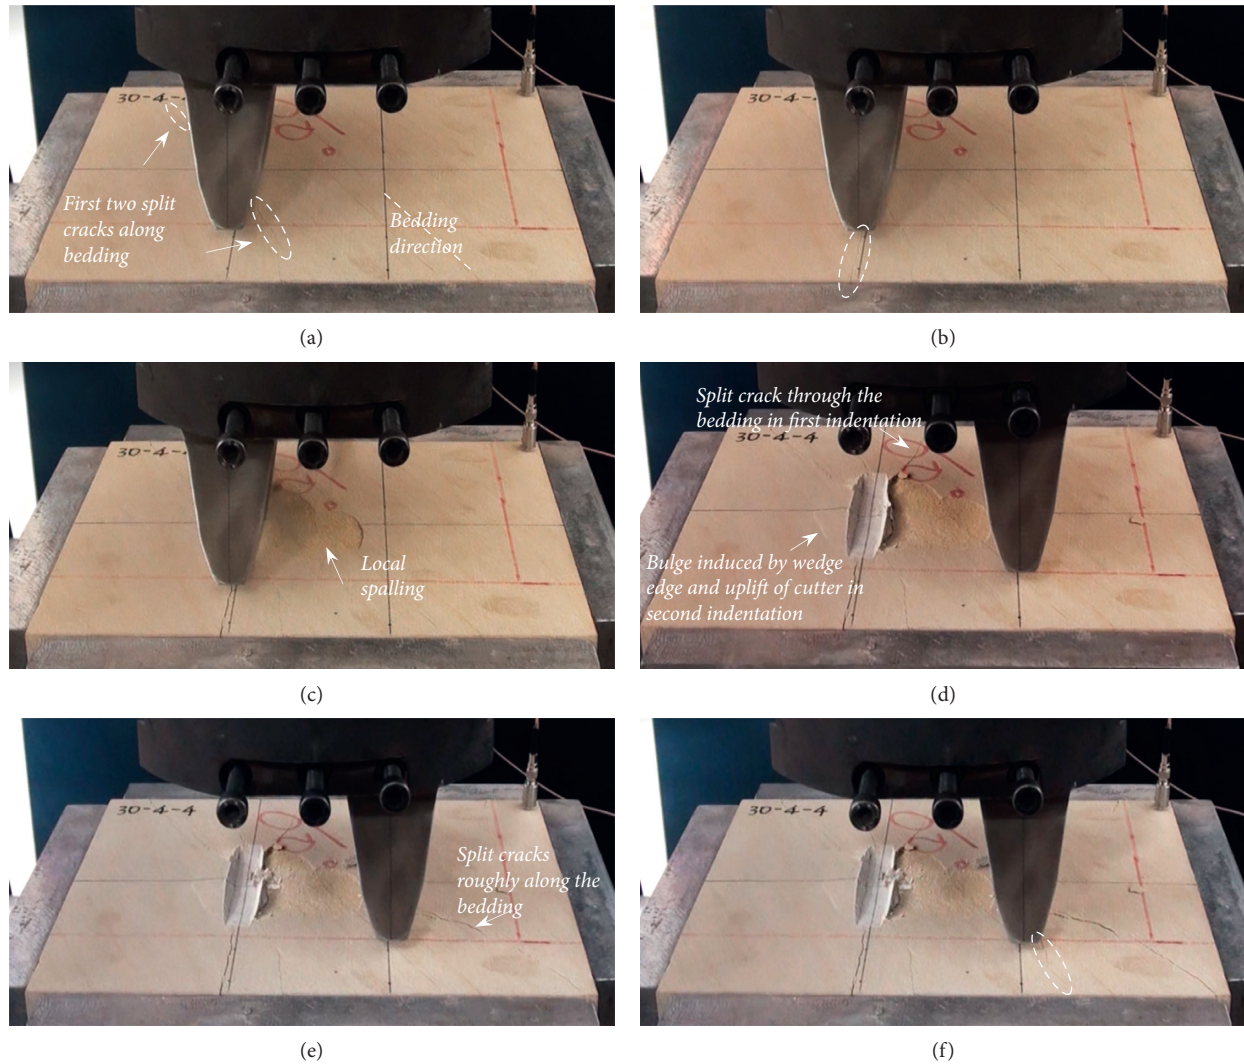 30-4-
First two split
cracks along
bedding
Bedding
direction
(a)
30-4-
(b)
30-4-
Local
spalling
(c)
Split crack through the
bedding in first indentation
30-4-4
Bulge induced by wedge
edge and uplift of cutter in
second indentation
(d)
30-4-4
Split cracks
roughly along the
bedding
(e)
30-4-4
(f)